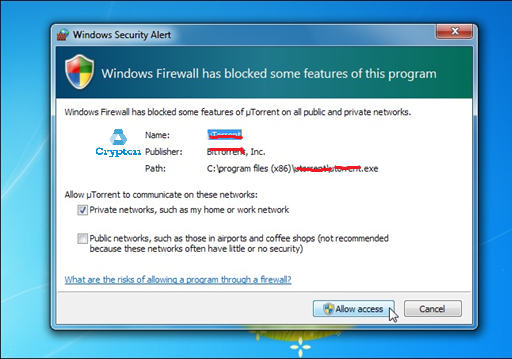 Windows Security Alert
Windows Firewall has blocked some features of this program
Windows Firewall has blocked some features of µTorrent on all public and private networks.
Crypton
Name: µTorrent
Publisher: BitTorrent, Inc.
Path: C:\program files (x86)\utorrent\utorrent.exe
Allow µTorrent to communicate on these networks:
Private networks, such as my home or work network
Public networks, such as those in airports and coffee shops (not recommended
because these networks often have little or no security)
What are the risks of allowing a program through a firewall?
Allow access
Cancel